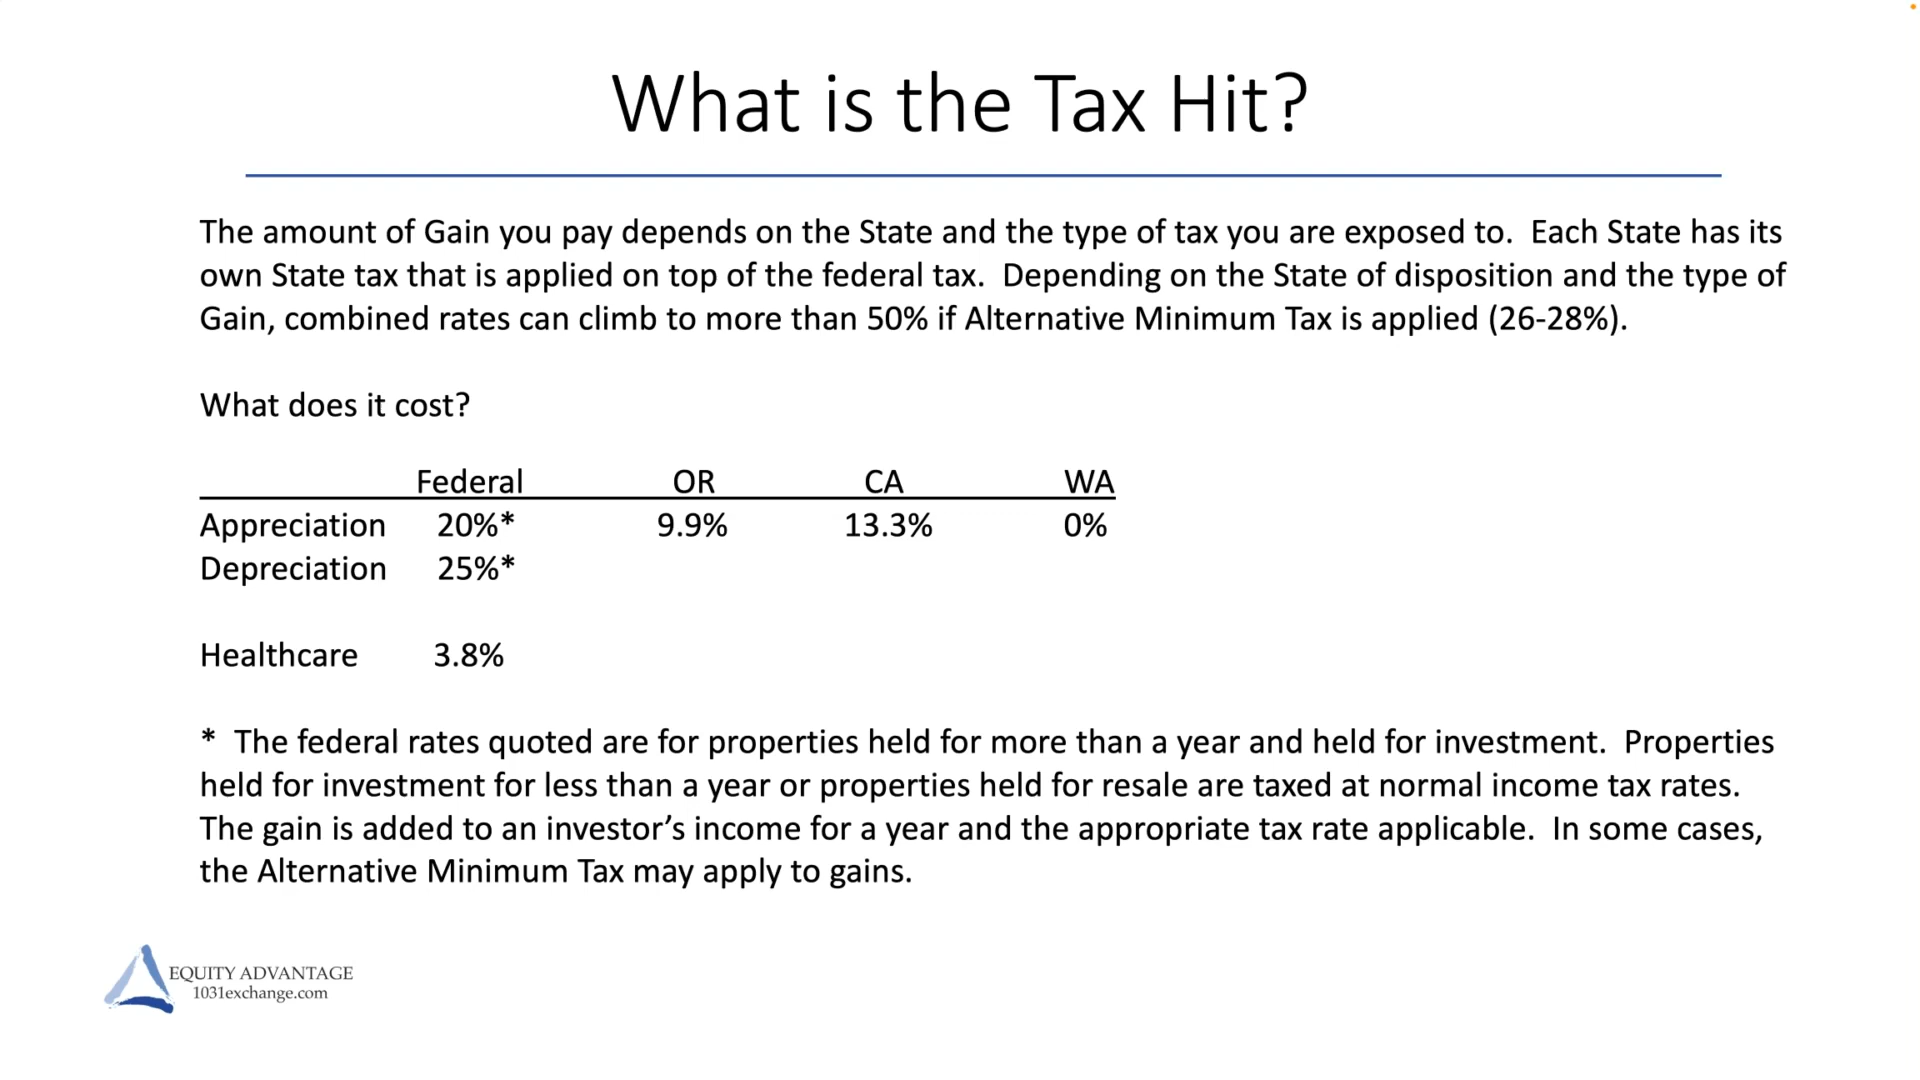 What is the Tax Hit?
The amount of Gain you pay depends on the State and the type of tax you are exposed to.  Each State has its
own State tax that is applied on top of the federal tax.  Depending on the State of disposition and the type of
Gain, combined rates can climb to more than 50% if Alternative Minimum Tax is applied (26-28%).
What does it cost?
Federal OR CA WA
Appreciation 20%* 9.9% 13.3% 0%
Depreciation 25%*
Healthcare 3.8%
*  The federal rates quoted are for properties held for more than a year and held for investment.  Properties
held for investment for less than a year or properties held for resale are taxed at normal income tax rates.
The gain is added to an investor’s income for a year and the appropriate tax rate applicable.  In some cases,
the Alternative Minimum Tax may apply to gains.
EQUITY ADVANTAGE
1031exchange.com